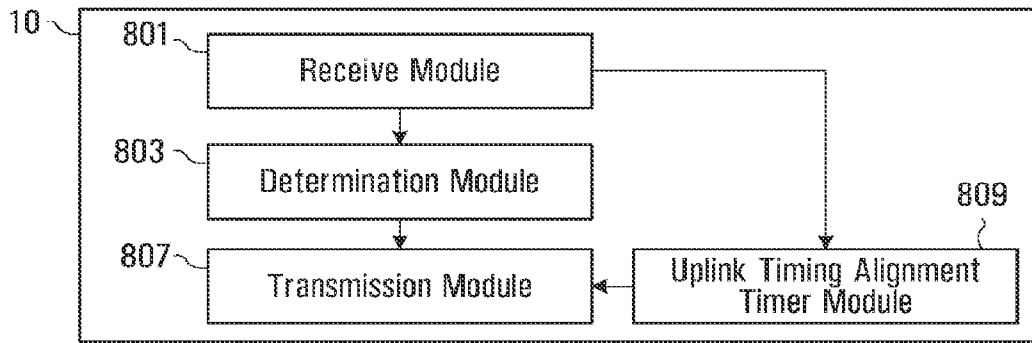 10
801
Receive Module
803
Determination Module
809
807
Transmission Module
Uplink Timing Alignment
Timer Module